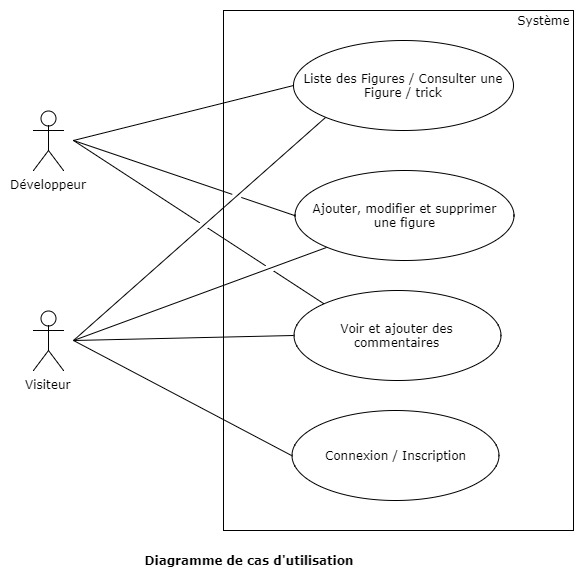 Système
Liste des Figures / Consulter une
Figure / trick
Développeur
Ajouter, modifier et supprimer
une figure
Voir et ajouter des
commentaires
Visiteur
Connexion / Inscription
Diagramme de cas d'utilisation